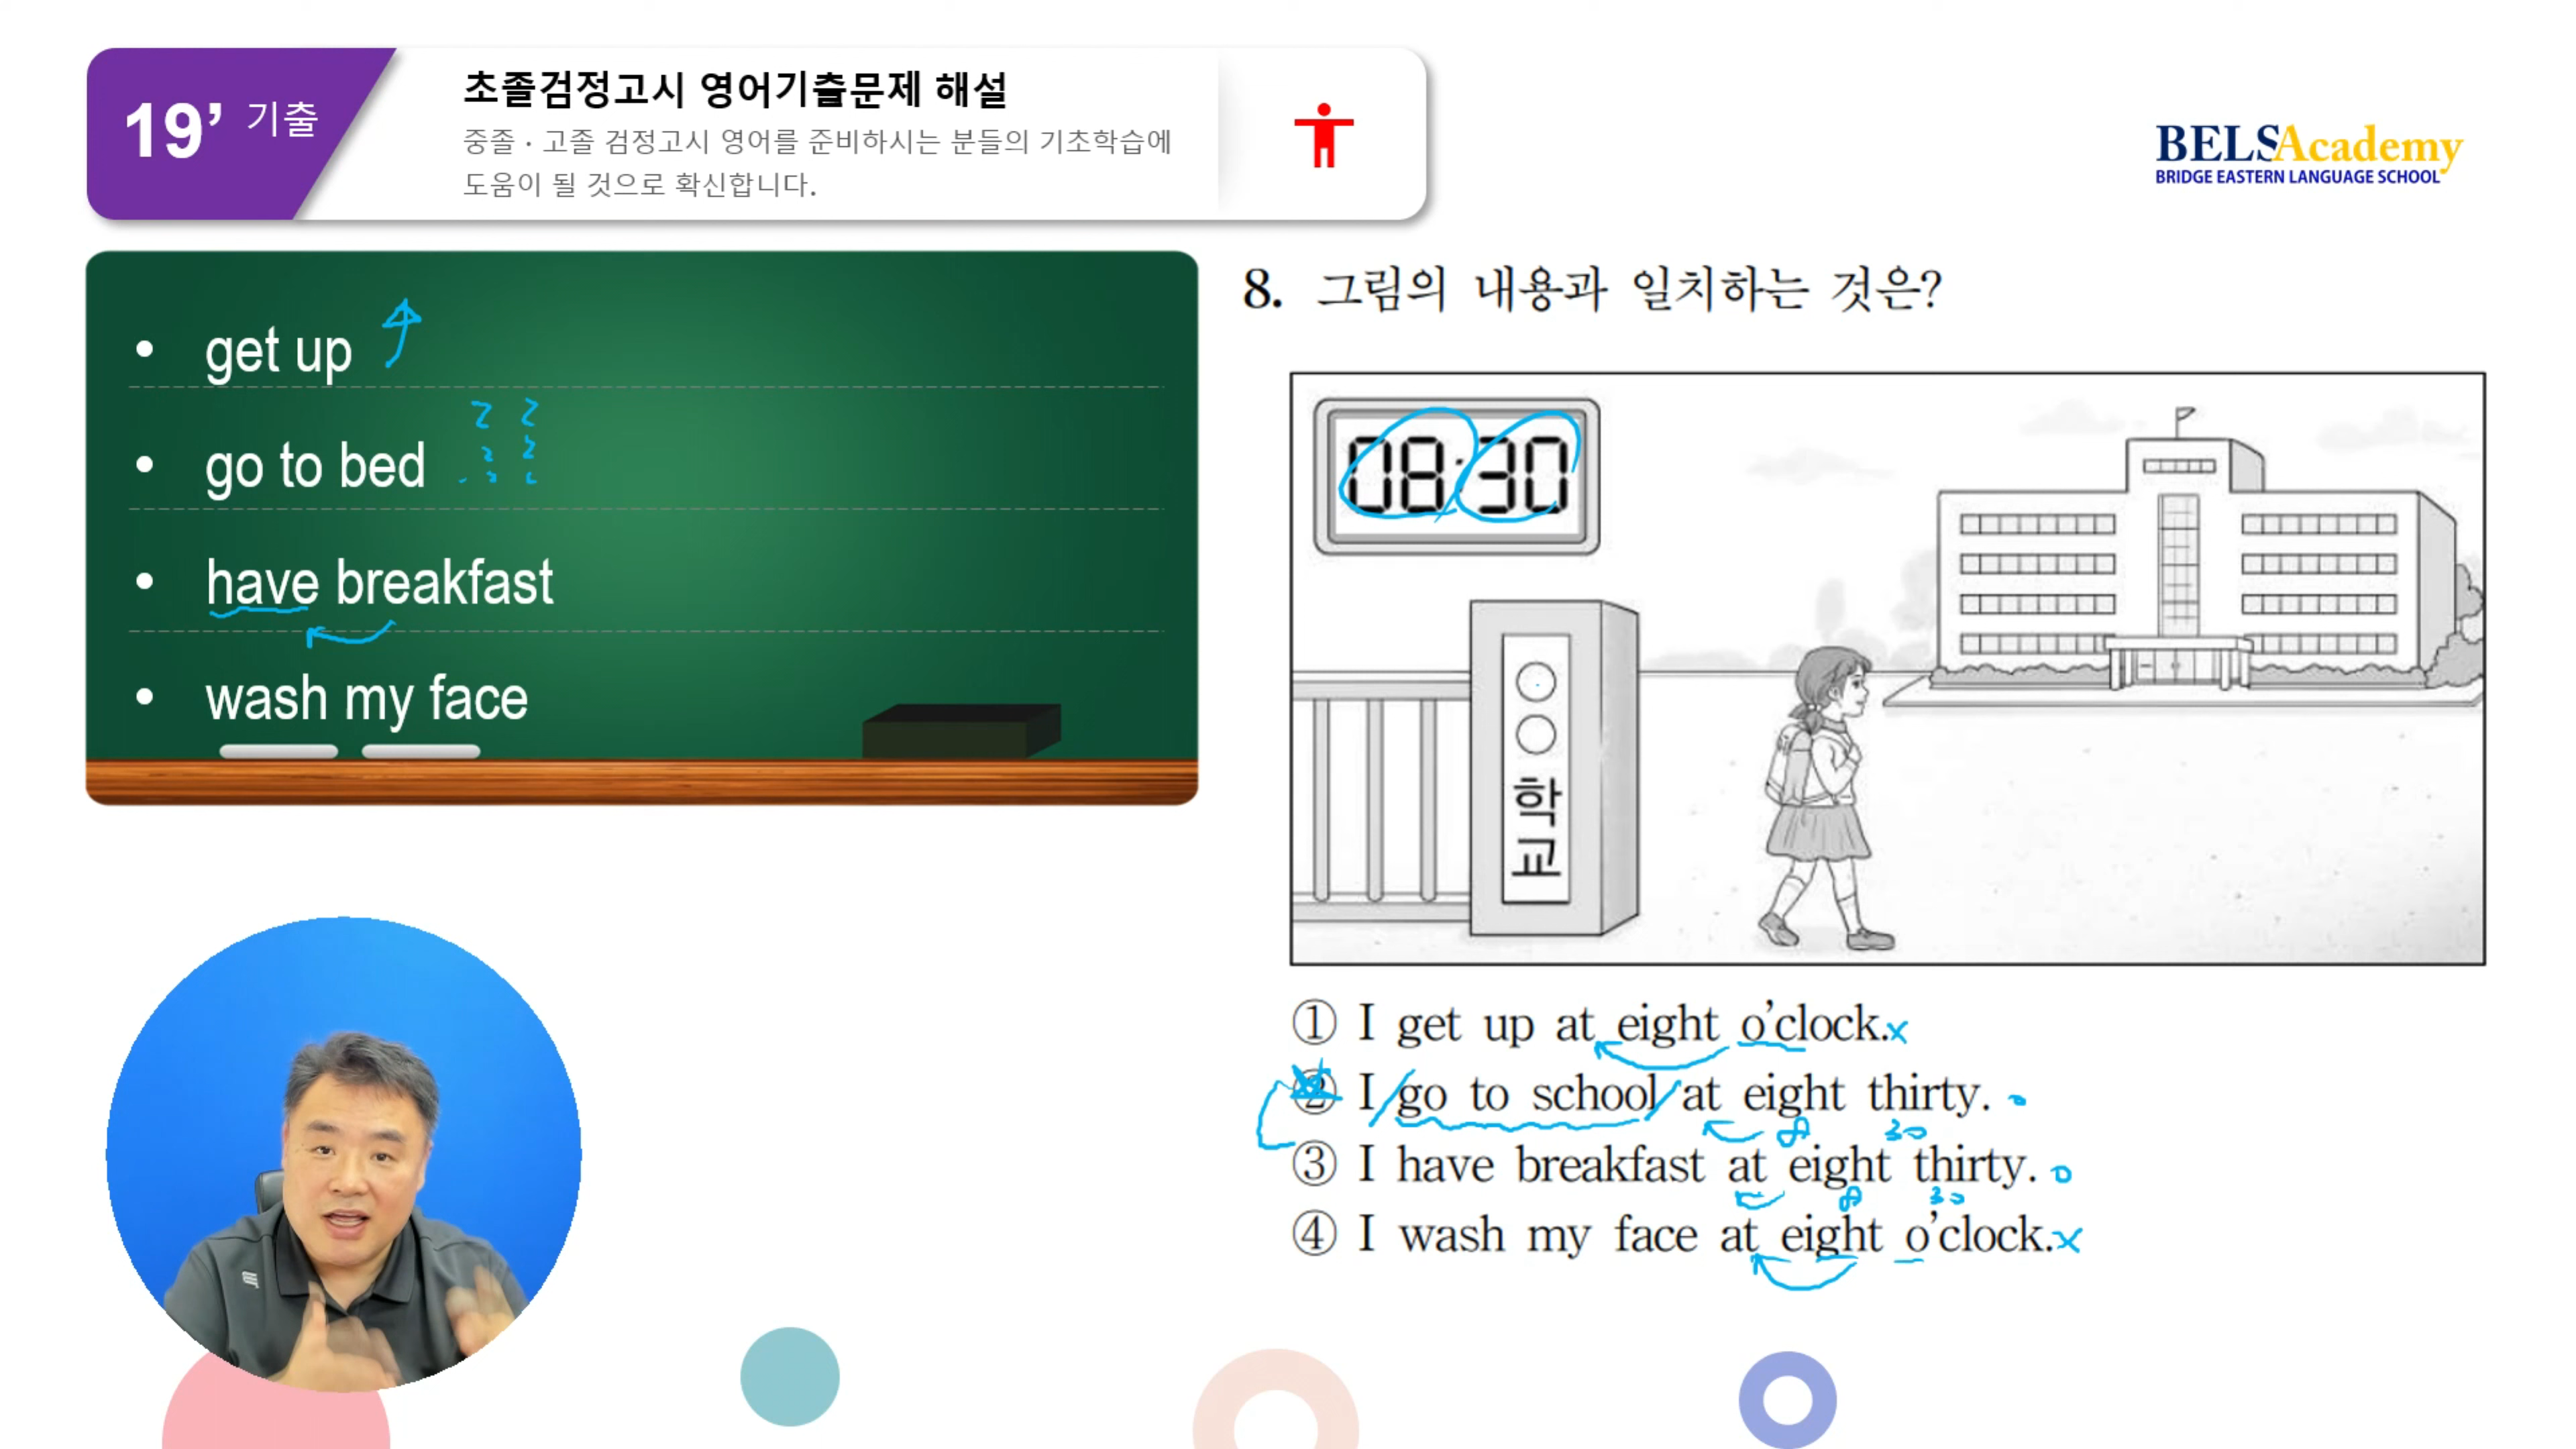 19’ 기출
초졸검정고시 영어기출문제 해설
중졸 · 고졸 검정고시 영어를 준비하시는 분들의 기초학습에
도움이 될 것으로 확신합니다.
BELSAcademy
BRIDGE EASTERN LANGUAGE SCHOOL
• get up
• go to bed
• have breakfast
• wash my face
8. 그림의 내용과 일치하는 것은?
08:30
○○학교
① I get up at eight o’clock.x
② I go to school at eight thirty.
8 30
③ I have breakfast at eight thirty.
8 30
④ I wash my face at eight o’clock.x